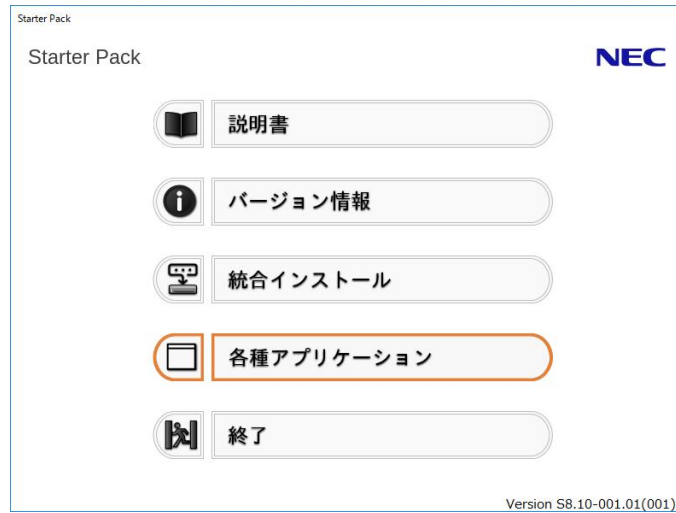 Starter Pack
Starter Pack
NEC
説明書
バージョン情報
統合インストール
各種アプリケーション
終了
Version S8.10-001.01(001)